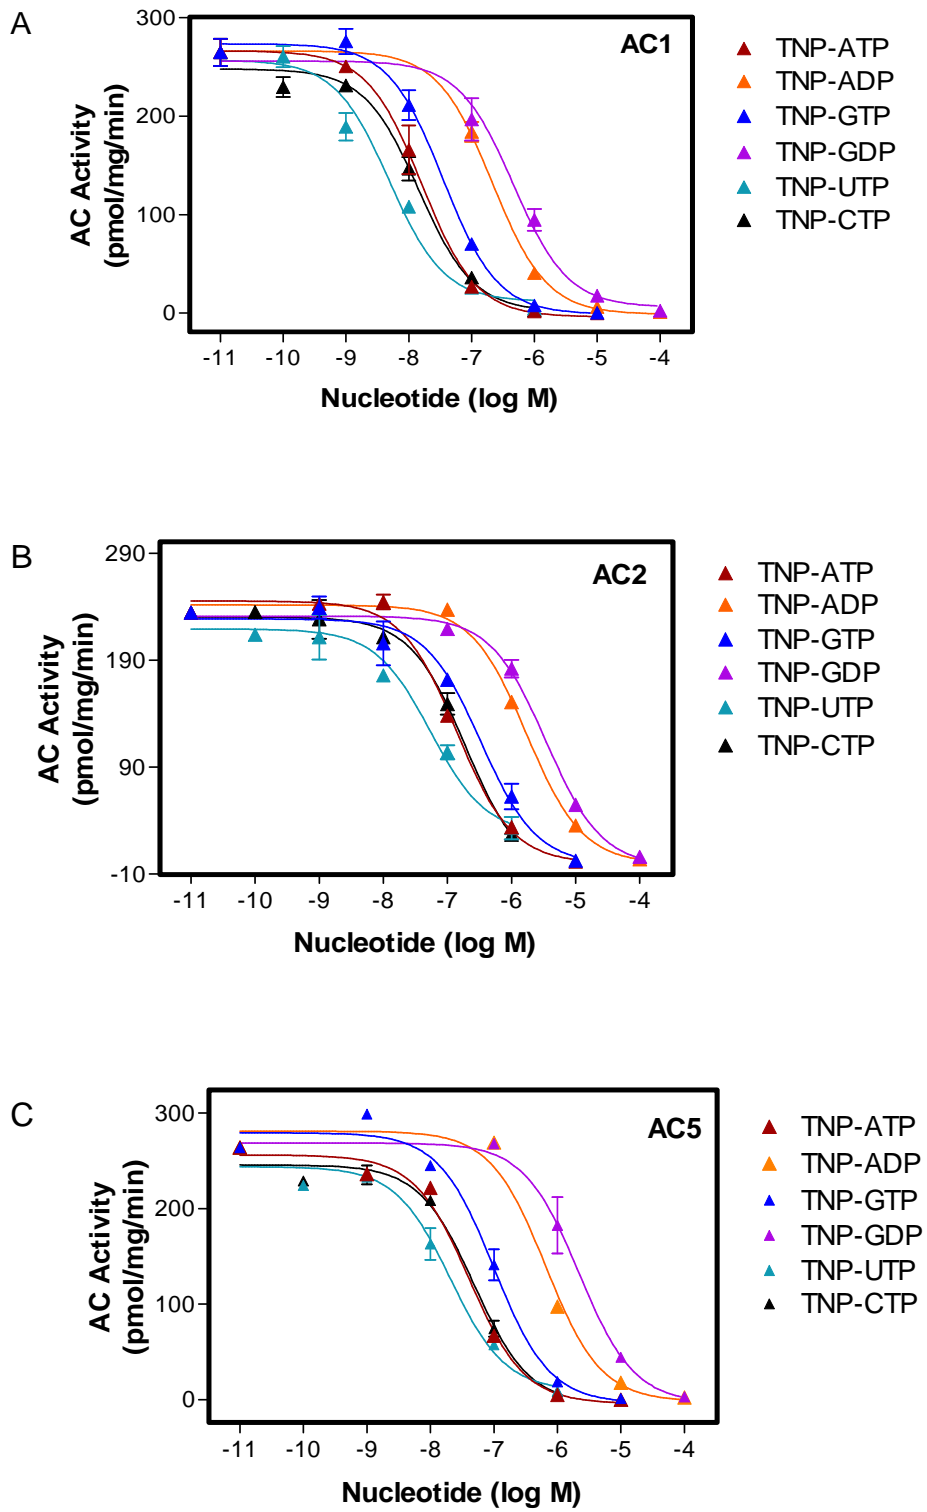 A
AC1
300
200
100
0
AC Activity
(pmol/mg/min)
-11 -10 -9 -8 -7 -6 -5 -4
Nucleotide (log M)
TNP-ATP
TNP-ADP
TNP-GTP
TNP-GDP
TNP-UTP
TNP-CTP
B
AC2
290
190
90
-10
AC Activity
(pmol/mg/min)
-11 -10 -9 -8 -7 -6 -5 -4
Nucleotide (log M)
TNP-ATP
TNP-ADP
TNP-GTP
TNP-GDP
TNP-UTP
TNP-CTP
C
AC5
300
200
100
0
AC Activity
(pmol/mg/min)
-11 -10 -9 -8 -7 -6 -5 -4
Nucleotide (log M)
TNP-ATP
TNP-ADP
TNP-GTP
TNP-GDP
TNP-UTP
TNP-CTP